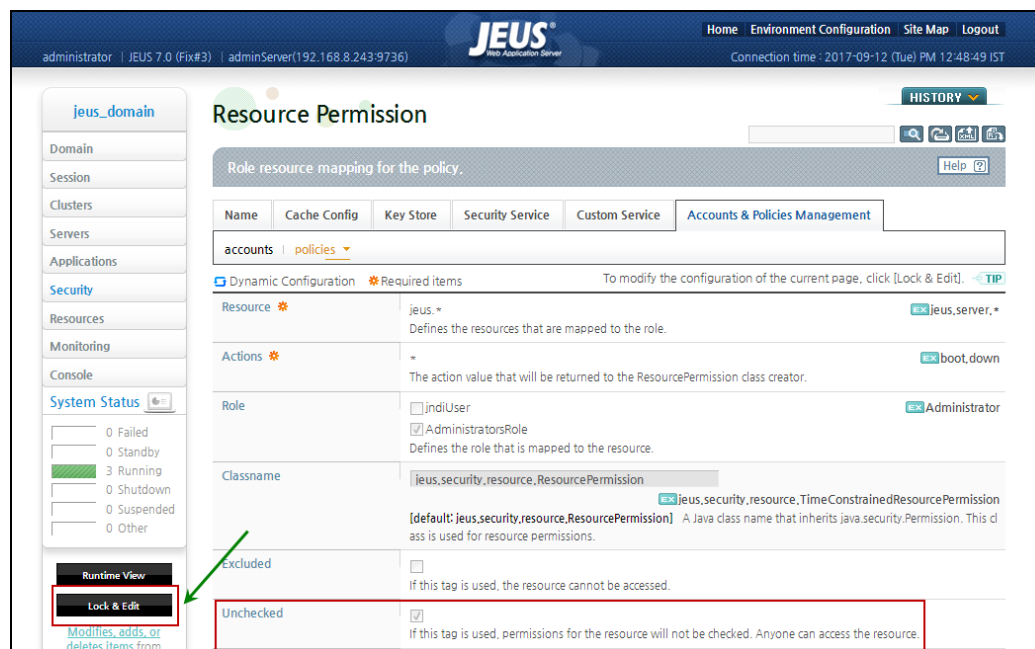 JEUS®
Web Application Server
Home Environment Configuration Site Map Logout
administrator | JEUS 7.0 (Fix#3) | adminServer(192.168.8.243:9736)
Connection time : 2017-09-12 (Tue) PM 12:48:49 IST
jeus_domain
Domain
Session
Clusters
Servers
Applications
Security
Resources
Monitoring
Console
System Status
0 Failed
0 Standby
3 Running
0 Shutdown
0 Suspended
0 Other
Runtime View
Lock & Edit
Modifies, adds, or
deletes items from
HISTORY
Resource Permission
XML
Role resource mapping for the policy.
Help ?
Name Cache Config Key Store Security Service Custom Service Accounts & Policies Management
accounts | policies
Dynamic Configuration Required items To modify the configuration of the current page, click [Lock & Edit]. TIP
Resource jeus.* EX jeus.server.*
Defines the resources that are mapped to the role.
Actions * EX boot,down
The action value that will be returned to the ResourcePermission class creator.
Role jndiUser EX Administrator
AdministratorsRole
Defines the role that is mapped to the resource.
Classname jeus.security.resource.ResourcePermission
EX jeus.security.resource.TimeConstrainedResourcePermission
[default: jeus.security.resource.ResourcePermission] A Java class name that inherits java.security.Permission. This cl
ass is used for resource permissions.
Excluded
If this tag is used, the resource cannot be accessed.
Unchecked
If this tag is used, permissions for the resource will not be checked. Anyone can access the resource.